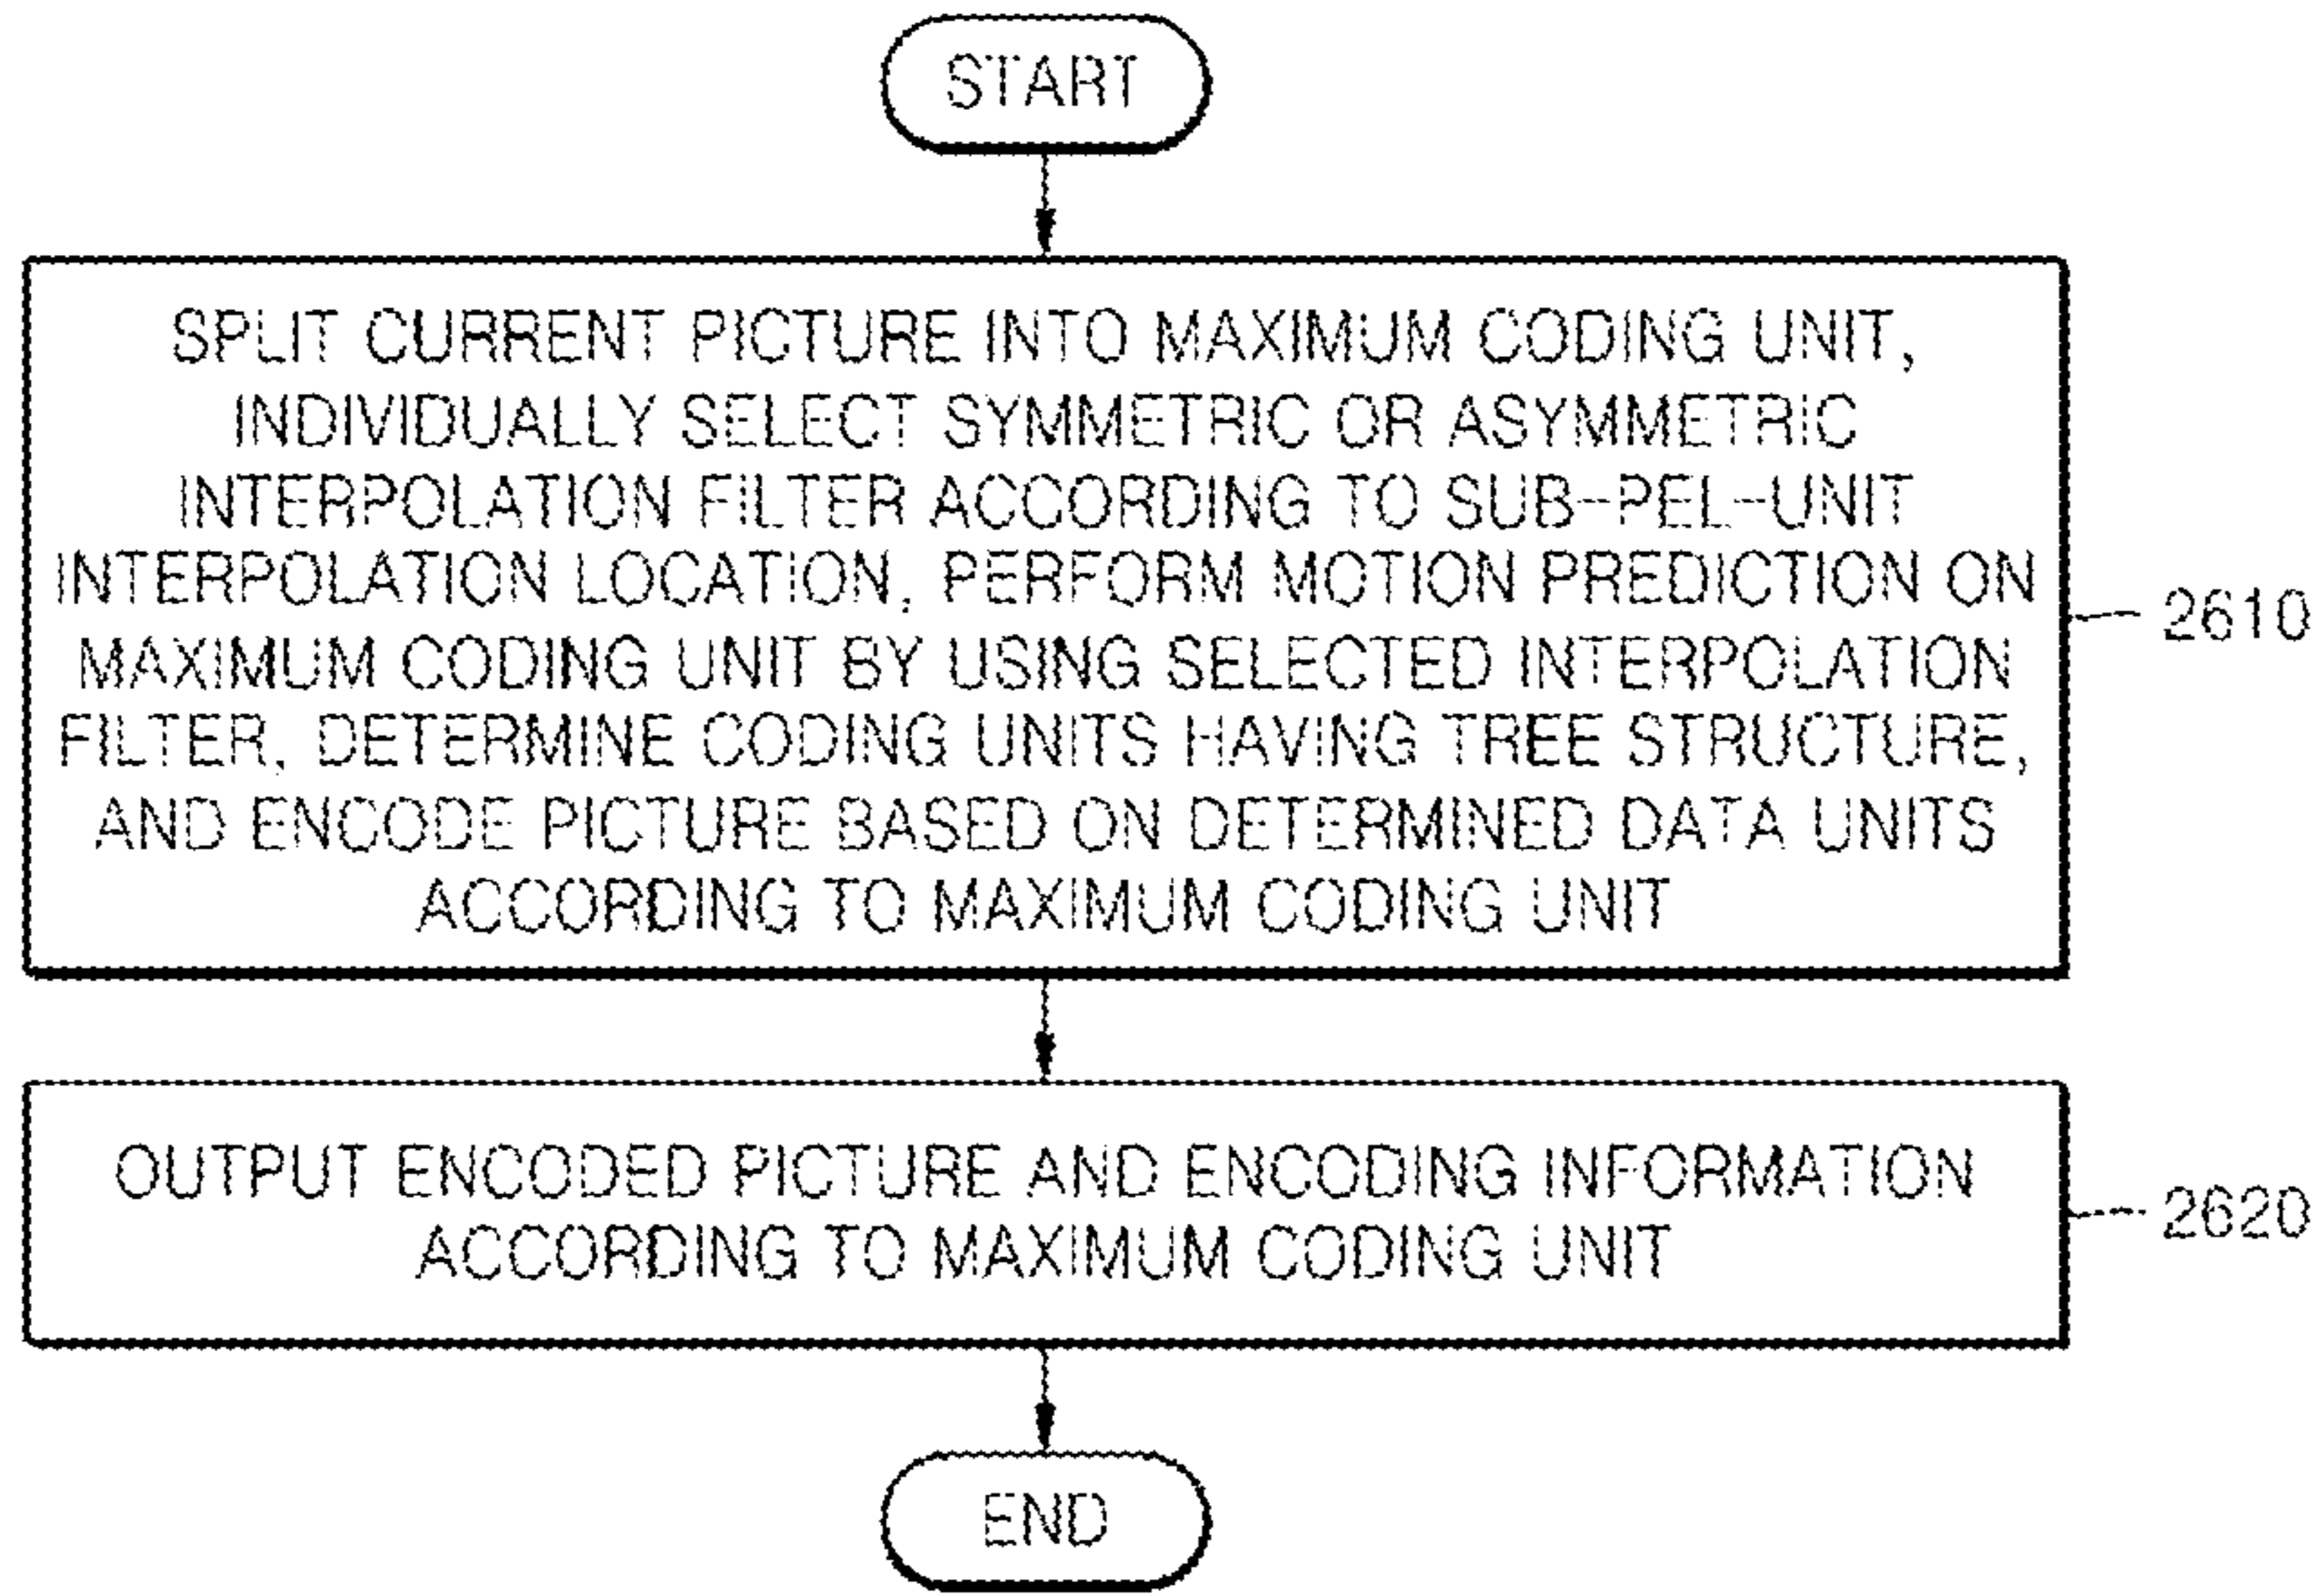 START
SPLIT CURRENT PICTURE INTO MAXIMUM CODING UNIT,
INDIVIDUALLY SELECT SYMMETRIC OR ASYMMETRIC
INTERPOLATION FILTER ACCORDING TO SUB-PEL-UNIT
INTERPOLATION LOCATION, PERFORM MOTION PREDICTION ON
MAXIMUM CODING UNIT BY USING SELECTED INTERPOLATION
FILTER, DETERMINE CODING UNITS HAVING TREE STRUCTURE,
AND ENCODE PICTURE BASED ON DETERMINED DATA UNITS
ACCORDING TO MAXIMUM CODING UNIT
2610
OUTPUT ENCODED PICTURE AND ENCODING INFORMATION
ACCORDING TO MAXIMUM CODING UNIT
2620
END